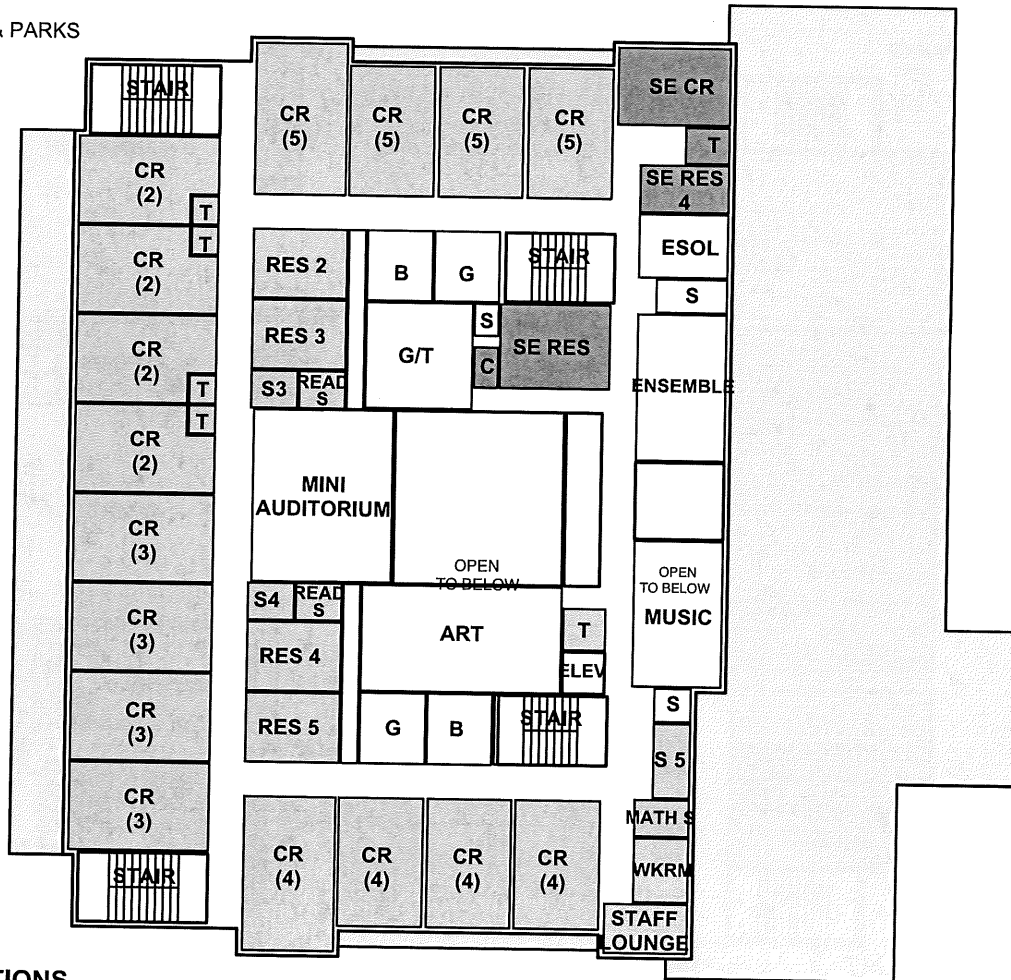 & PARKS
STAIR
CR
(5)
CR
(5)
CR
(5)
CR
(5)
SE CR
T
SE RES
4
ESOL
S
CR
(2)
T
T
CR
(2)
CR
(2)
T
T
CR
(2)
CR
(3)
CR
(3)
CR
(3)
CR
(3)
STAIR
RES 2
B
G
STAIR
RES 3
G/T
S
C
SE RES
S3
READ
S
ENSEMBLE
MINI
AUDITORIUM
OPEN
TO BELOW
OPEN
TO BELOW
MUSIC
S4
READ
S
ART
T
ELEV
RES 4
RES 5
G
B
STAIR
S
S 5
MATH S
WKRM
STAFF
LOUNGE
CR
(4)
CR
(4)
CR
(4)
CR
(4)